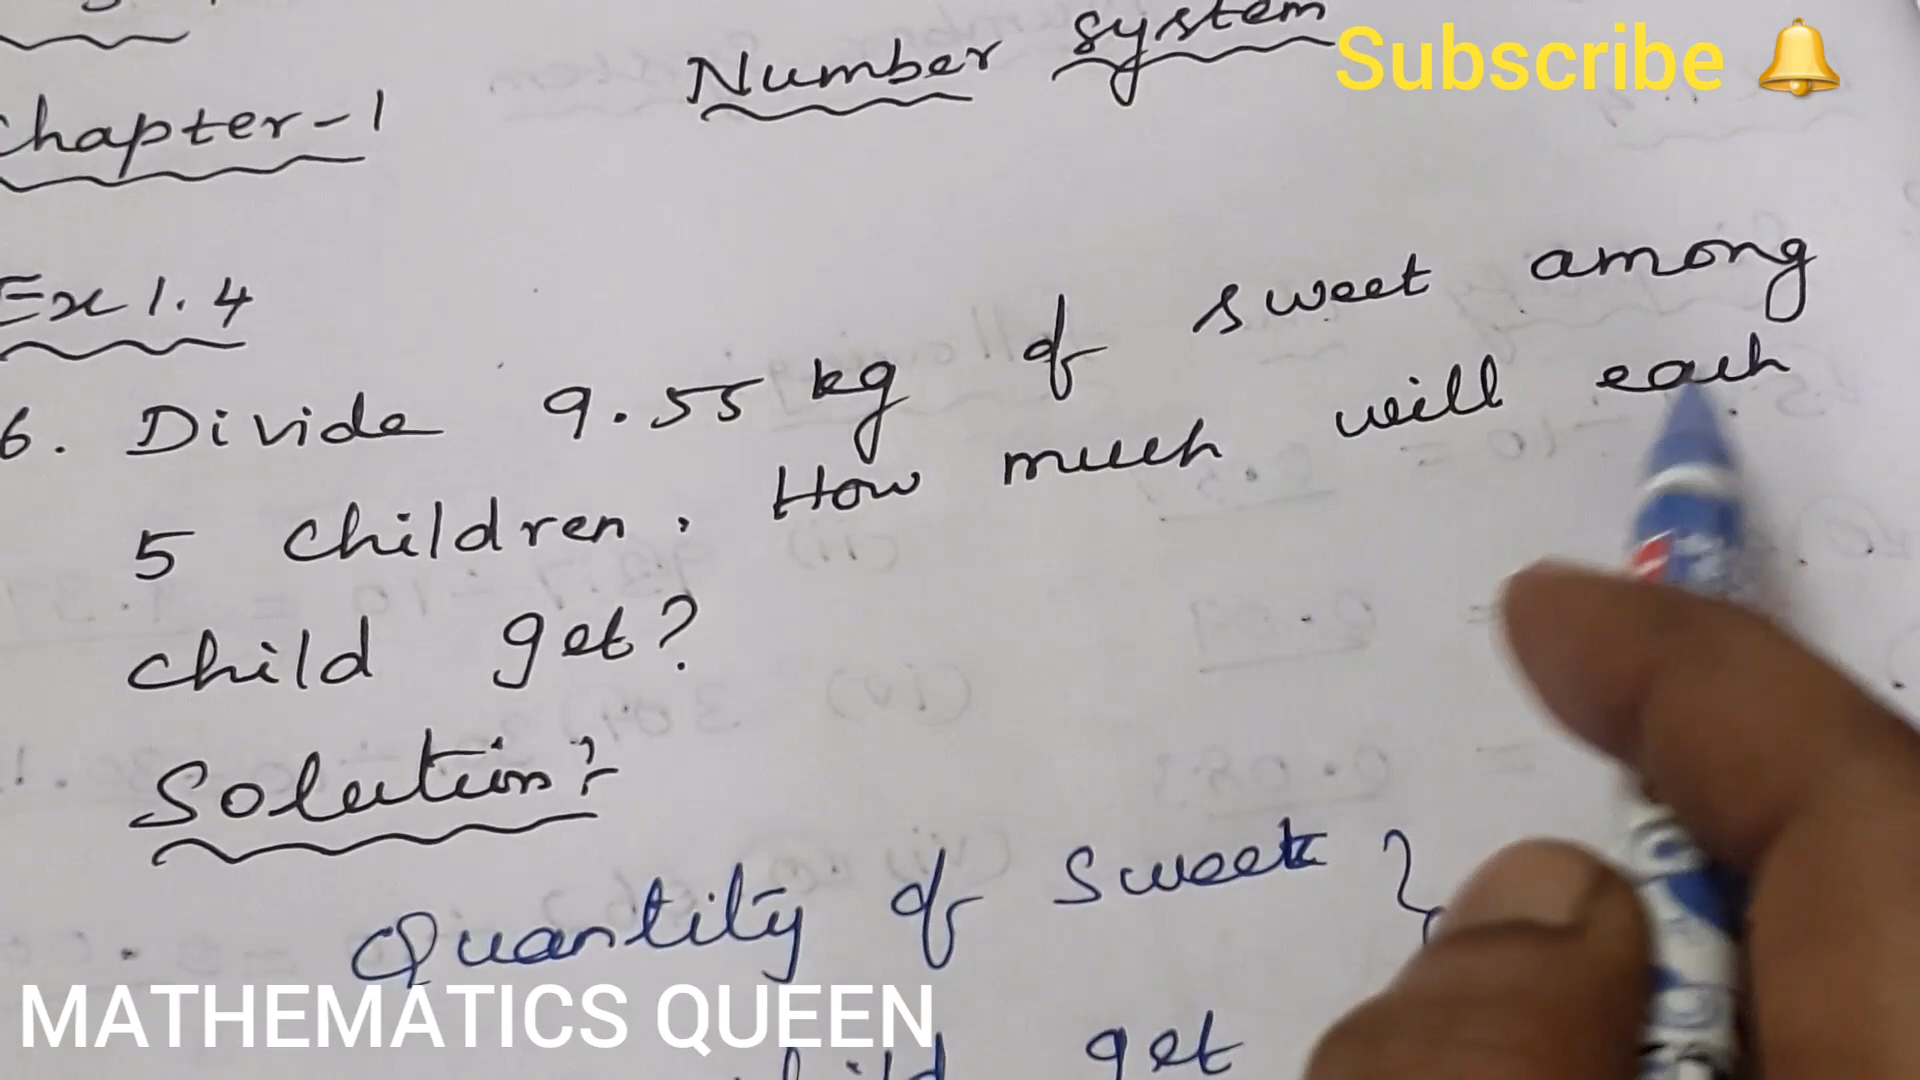 Number system
Subscribe 🔔
Chapter-1
Ex 1.4
6. Divide 9.55 kg of sweet among
5 children. How much will each
child get?
Solution:-
Quantity of sweet }
MATHEMATICS QUEEN
get